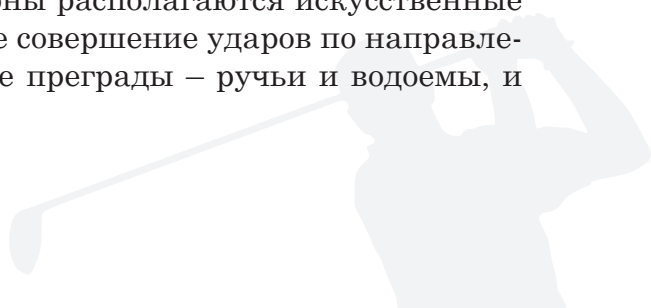 ны располагаются искусственные
е совершение ударов по направле-
е преграды – ручьи и водоемы, и